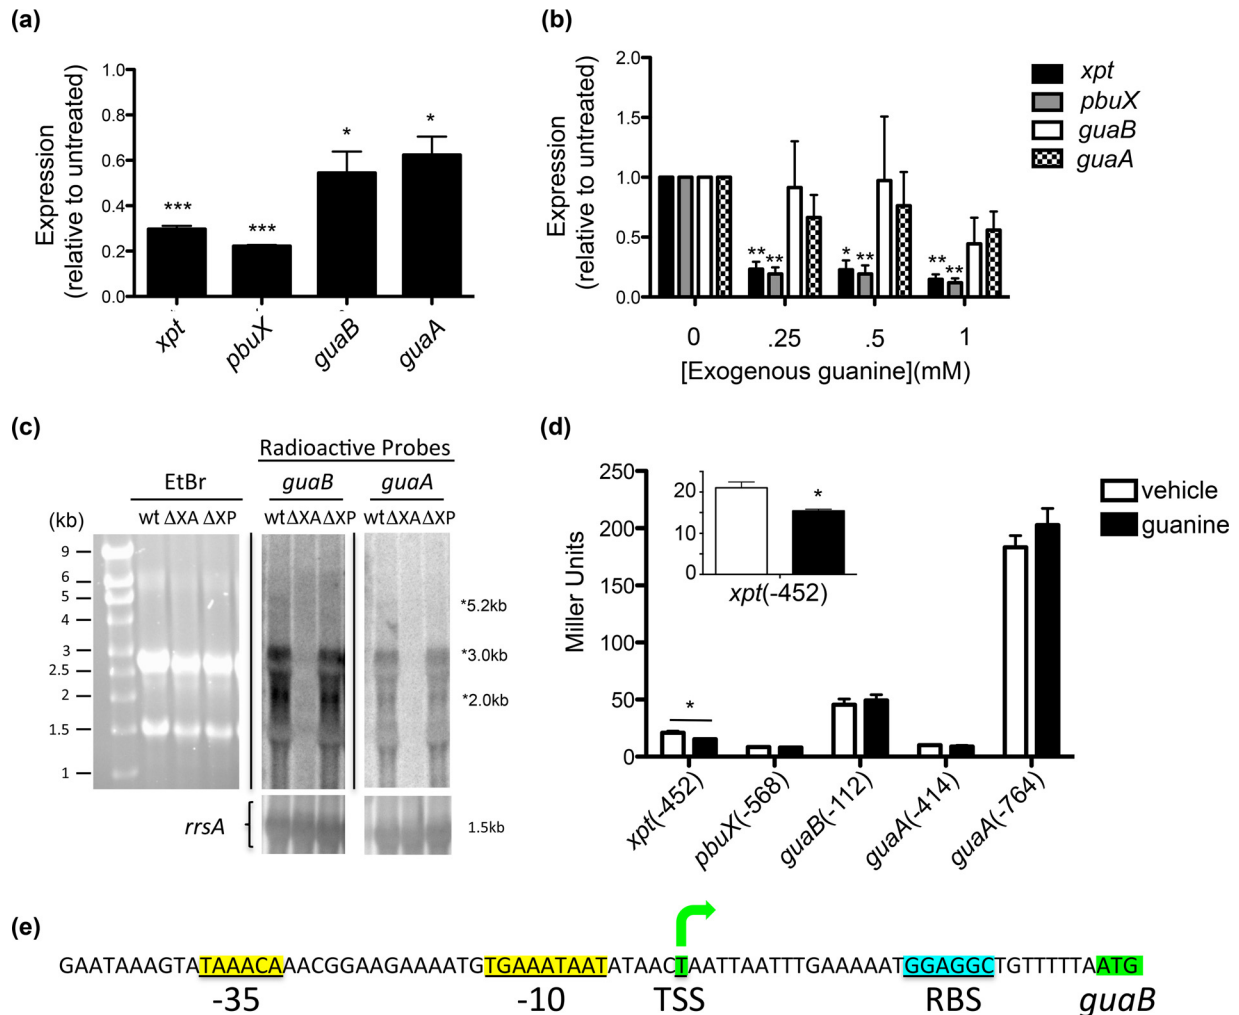 (a)
Expression
(relative to untreated)
1.0
0.8
0.6
0.4
0.2
0.0
***
***
*
*
xpt
pbuX
guaB
guaA
(b)
Expression
(relative to untreated)
2.0
1.5
1.0
0.5
0.0
**
**
*
**
**
**
0
.25
.5
1
[Exogenous guanine](mM)
xpt
pbuX
guaB
guaA
(c)
Radioactive Probes
EtBr
guaB
guaA
(kb)
wt ΔXA ΔXP
wt ΔXA ΔXP
wt ΔXA ΔXP
9
6
5
4
3
2.5
2
1.5
1
*5.2kb
*3.0kb
*2.0kb
rrsA
1.5kb
(d)
Miller Units
250
200
150
100
50
0
20
10
0
*
xpt(-452)
*
vehicle
guanine
xpt(-452)
pbuX(-568)
guaB(-112)
guaA(-414)
guaA(-764)
(e)
GAATAAAGTATAAACAAACGGAAGAAAATGTGAAATAATATAACTAATTAATTTGAAAAATGGAGGCTGTTTTTAATG
-35
-10
TSS
RBS
guaB